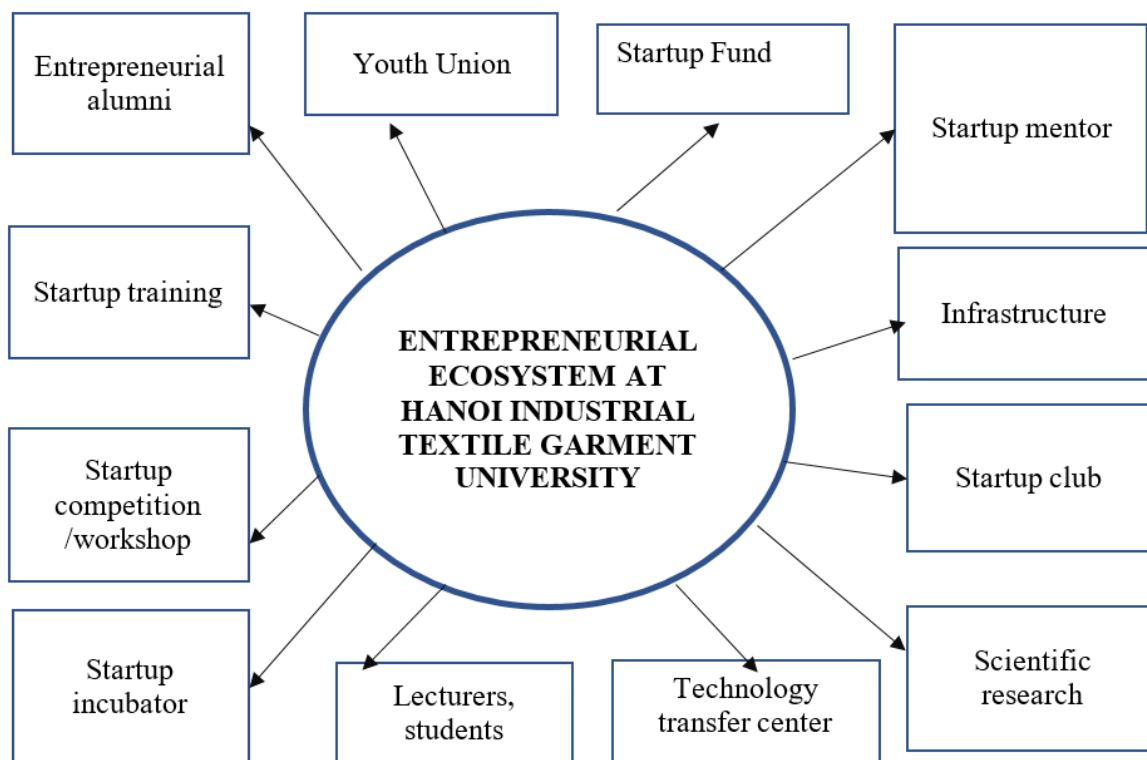 Entrepreneurial
alumni
Youth Union
Startup Fund
Startup mentor
Startup training
Infrastructure
ENTREPRENEURIAL
ECOSYSTEM AT
HANOI INDUSTRIAL
TEXTILE GARMENT
UNIVERSITY
Startup
competition
/workshop
Startup club
Startup
incubator
Lecturers,
students
Technology
transfer center
Scientific
research